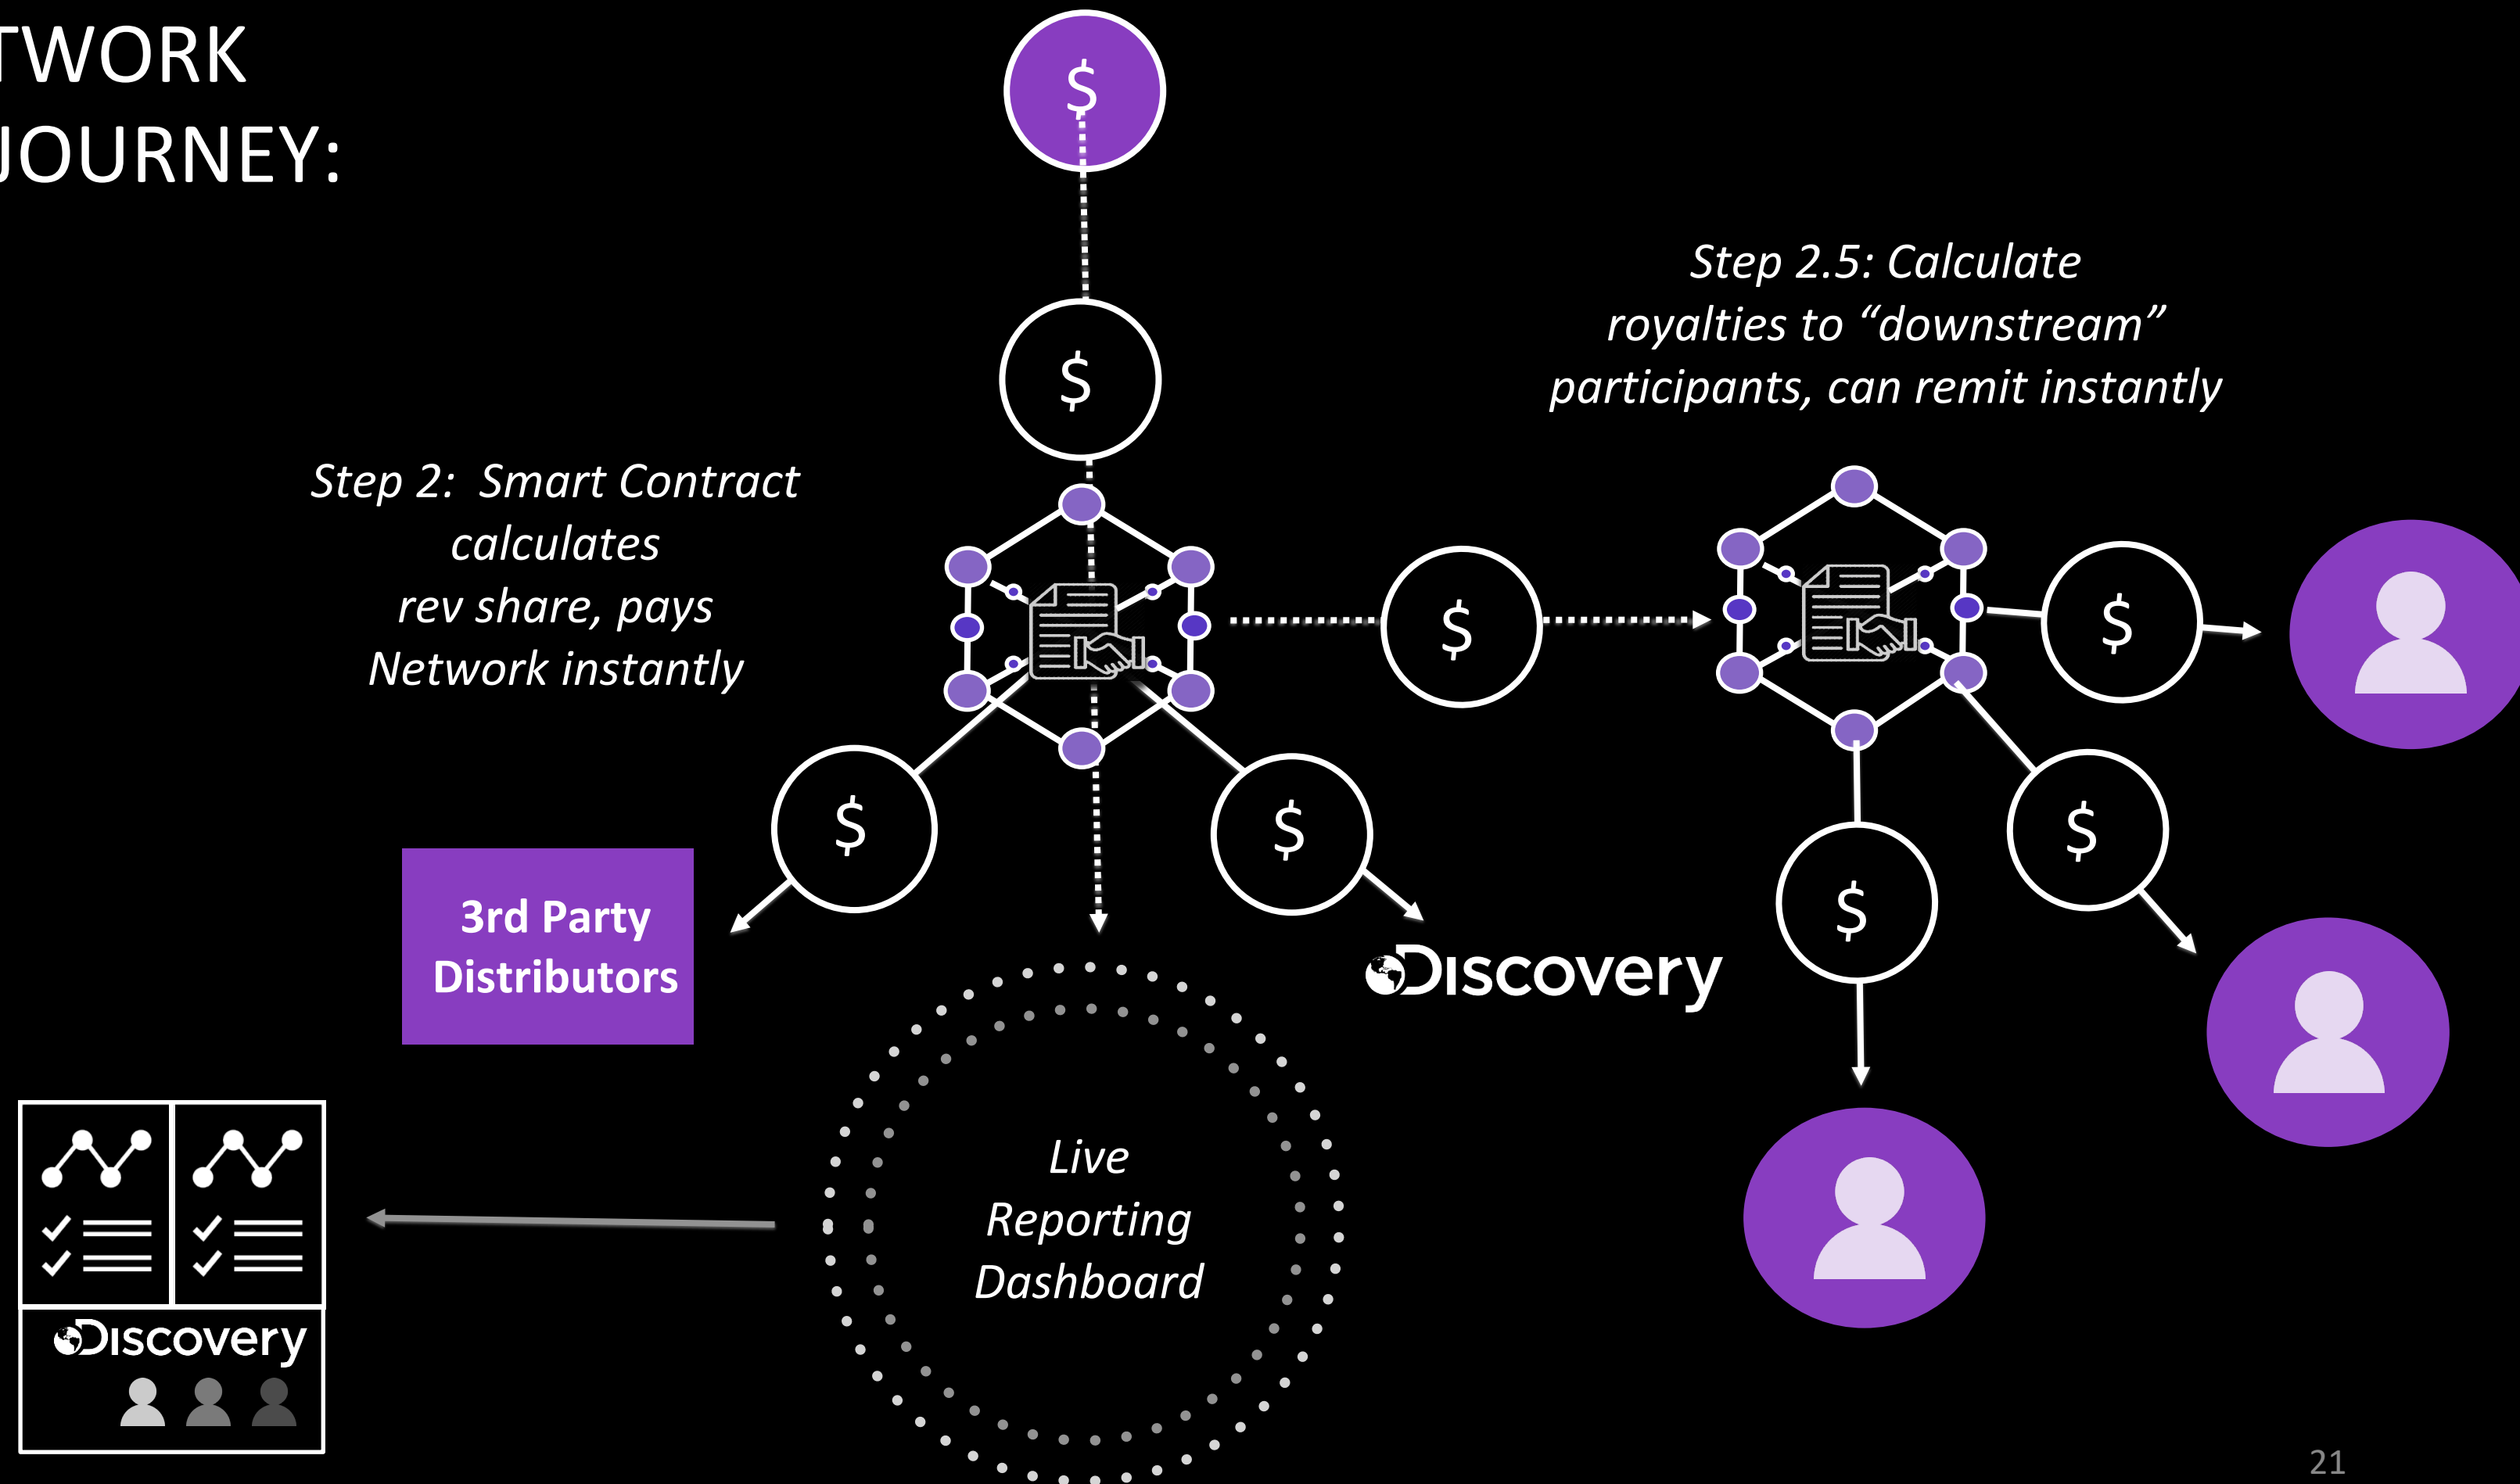 TWORK
JOURNEY:
$
$
Step 2.5: Calculate
royalties to “downstream”
participants, can remit instantly
Step 2:  Smart Contract
calculates
rev share, pays
Network instantly
$
$
$
$
$
$
3rd Party
Distributors
Discovery
Live
Reporting
Dashboard
Discovery
21